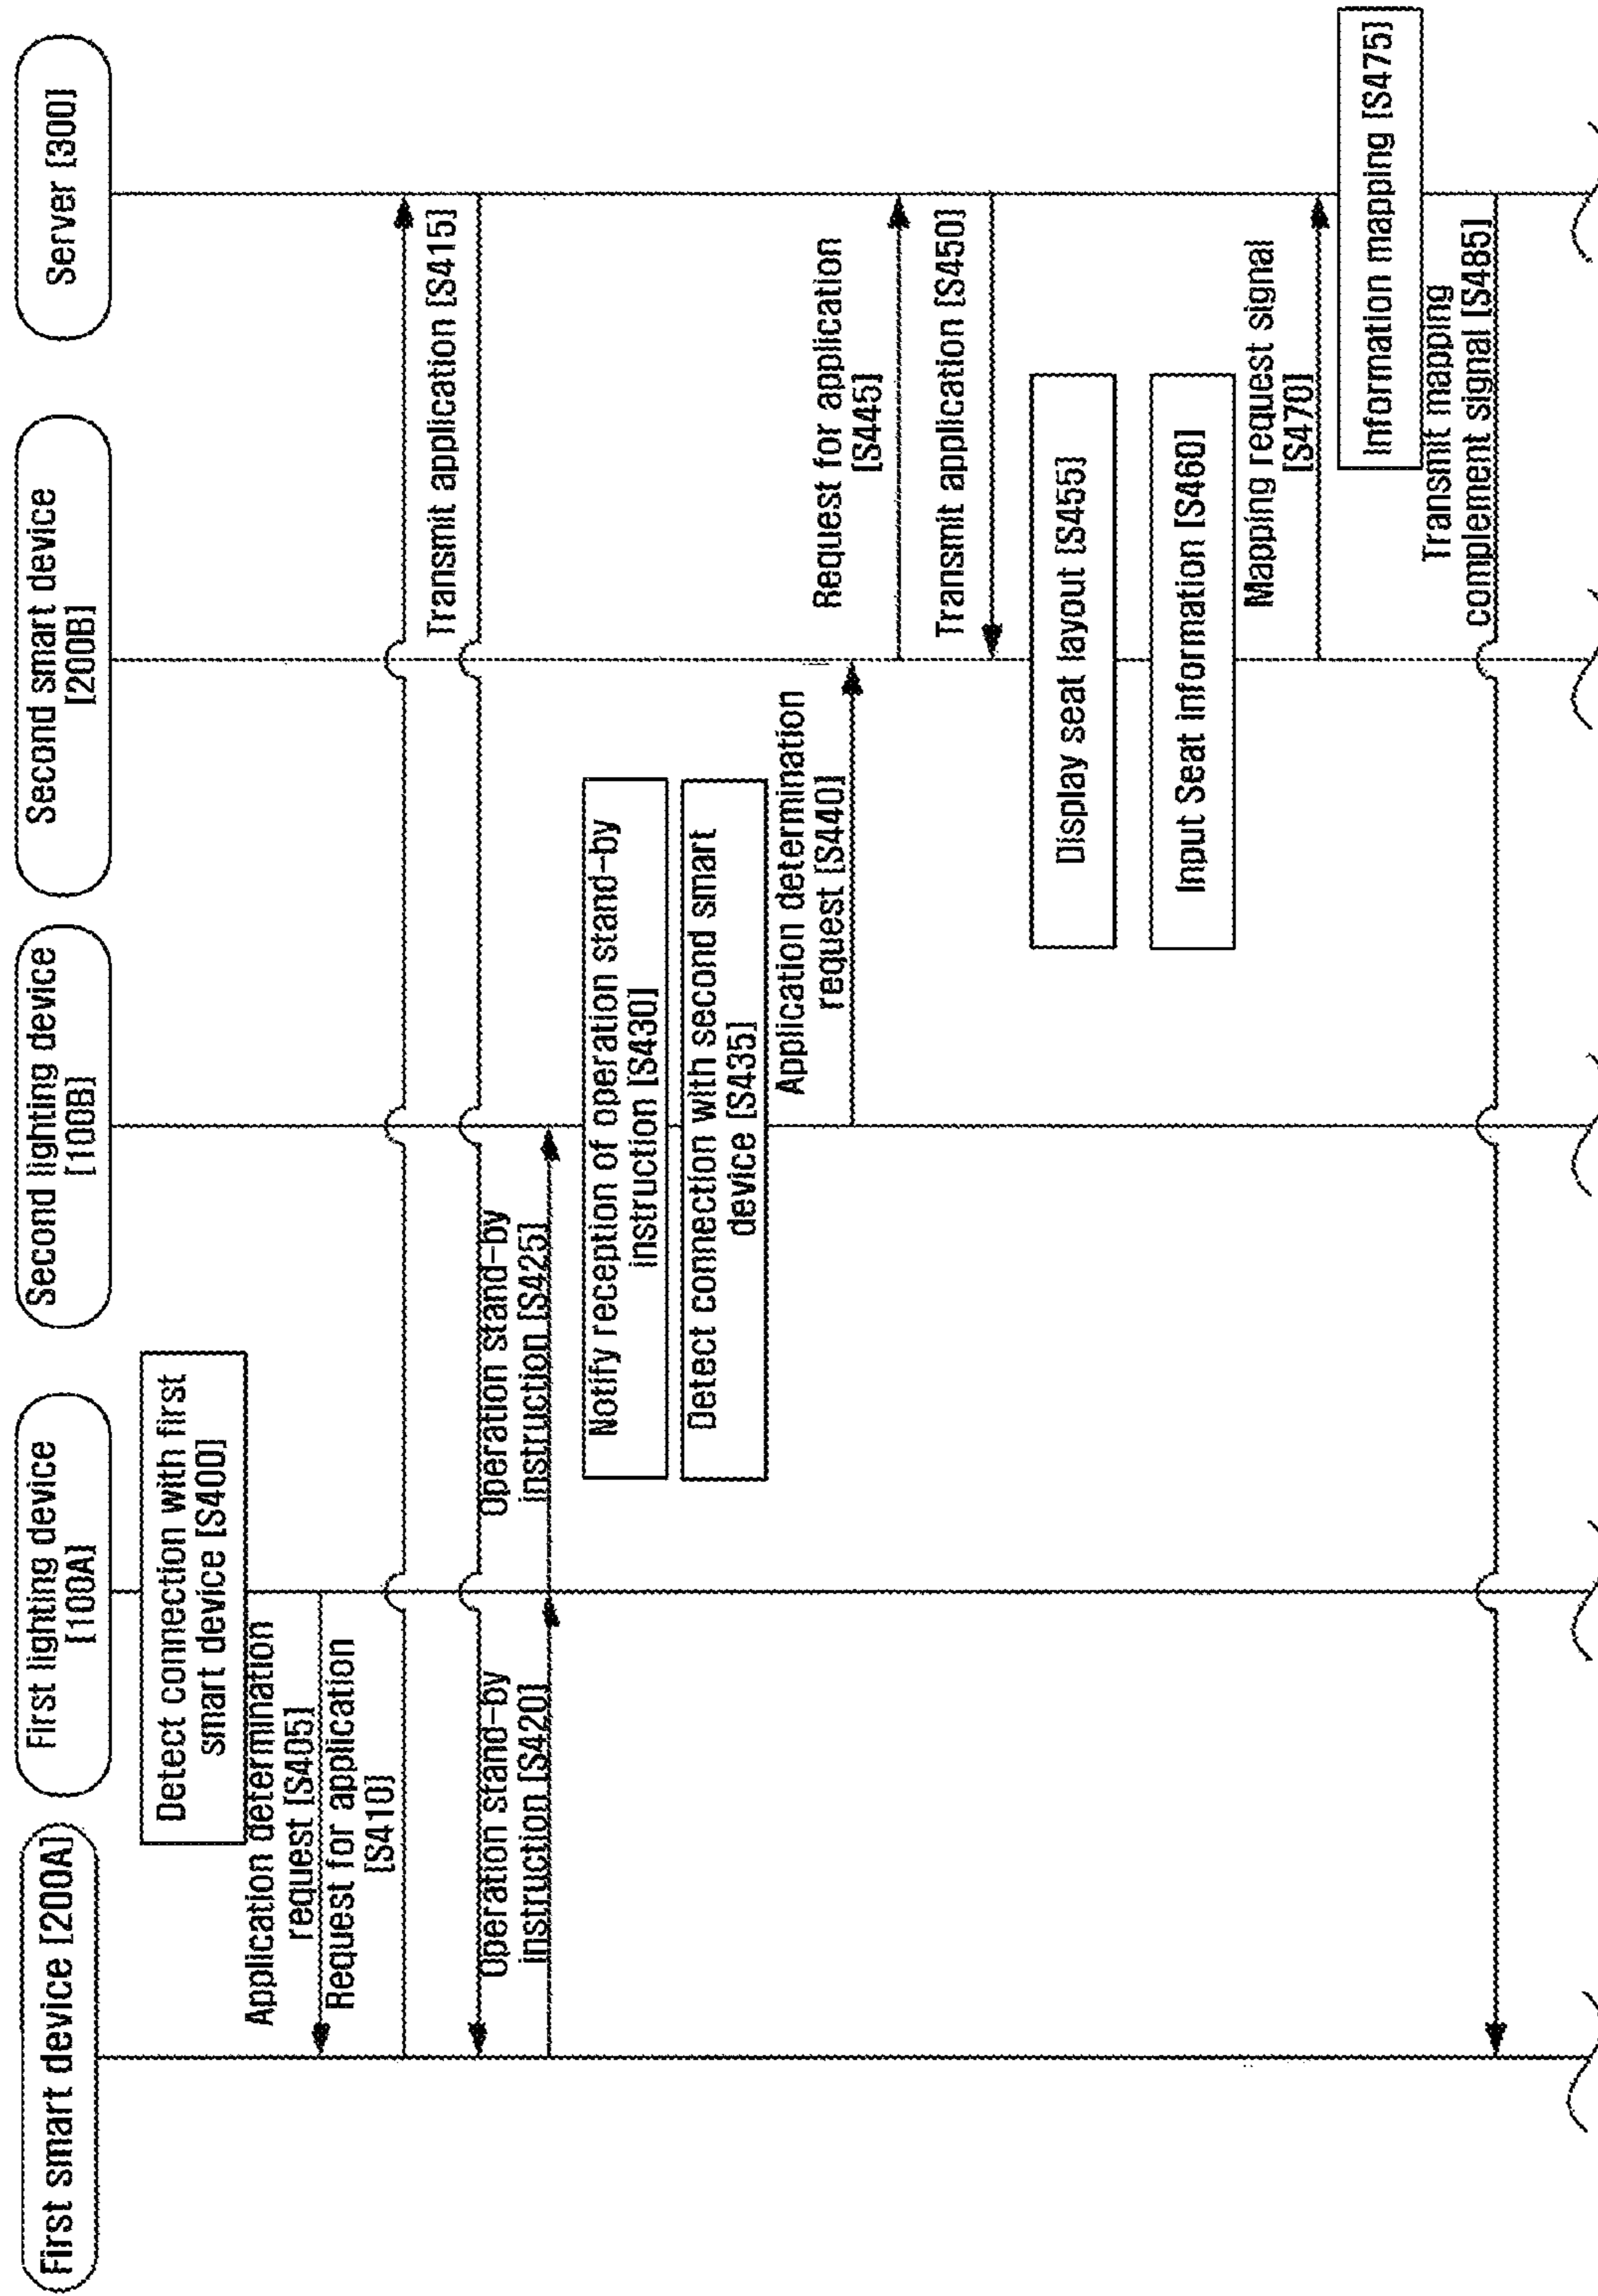 First smart device [200A]
First lighting device
[100A]
Second lighting device
[100B]
Second smart device
[200B]
Server [300]
Detect connection with first
smart device [S400]
Application determination
request [S405]
Request for application
[S410]
Transmit application [S415]
Operation stand-by
instruction [S420]
Operation stand-by
instruction [S425]
Notify reception of operation stand-by
instruction [S430]
Detect connection with second smart
device [S435]
Application determination
request [S440]
Request for application
[S445]
Transmit application [S450]
Display seat layout [S455]
Input Seat information [S460]
Mapping request signal
[S470]
Information mapping [S475]
Transmit mapping
complement signal [S485]